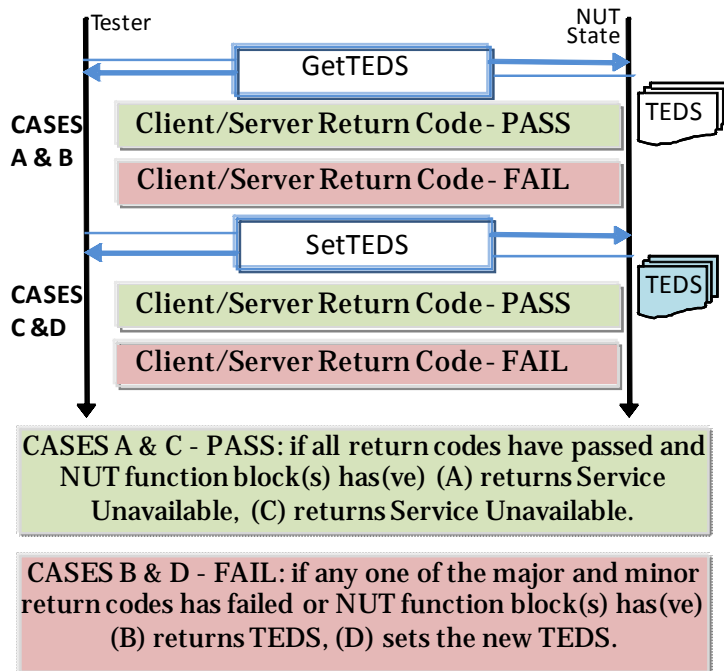 Tester
NUT
State
GetTEDS
TEDS
CASES
A & B
Client/Server Return Code- PASS
Client/Server Return Code- FAIL
SetTEDS
TEDS
CASES
C &D
Client/Server Return Code- PASS
Client/Server Return Code- FAIL
CASES A & C - PASS: if all return codes have passed and
NUT function block(s) has(ve) (A) returns Service
Unavailable, (C) returns Service Unavailable.
CASES B & D - FAIL: if any one of the major and minor
return codes has failed or NUT function block(s) has(ve)
(B) returns TEDS, (D) sets the new TEDS.